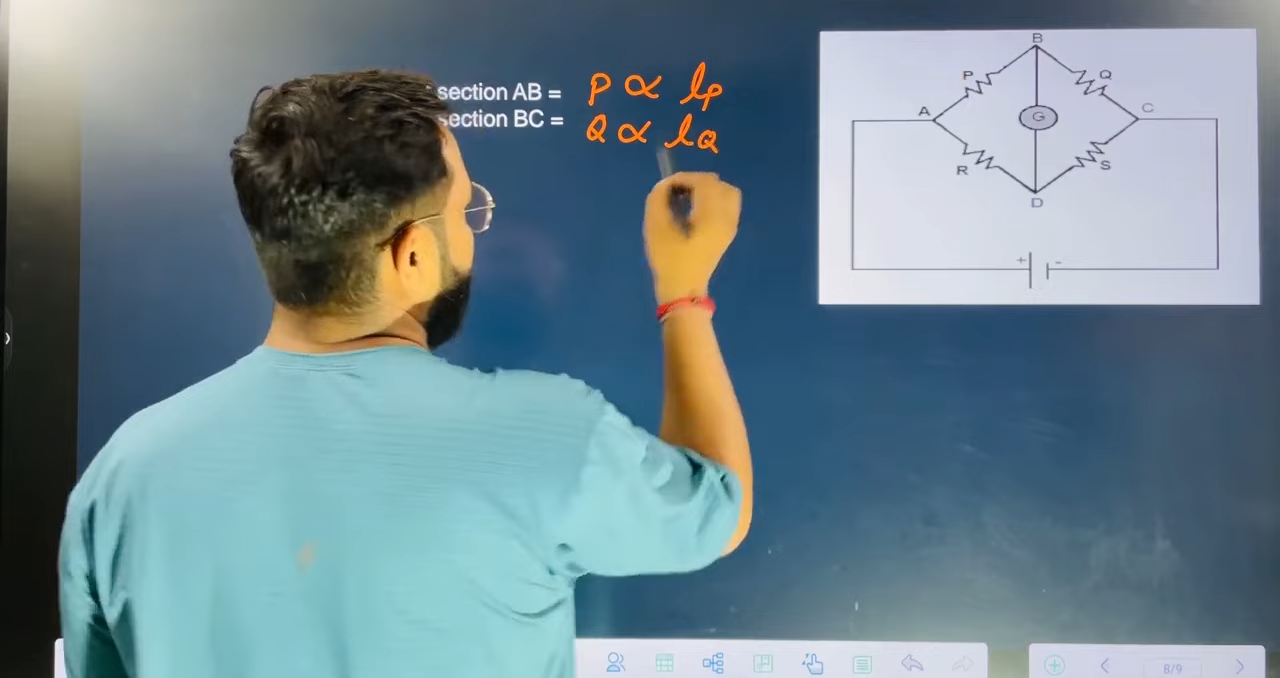 section AB = P ∝ lP
section BC = Q ∝ lQ
B
P
Q
A
G
C
R
S
D
+ -
8/9